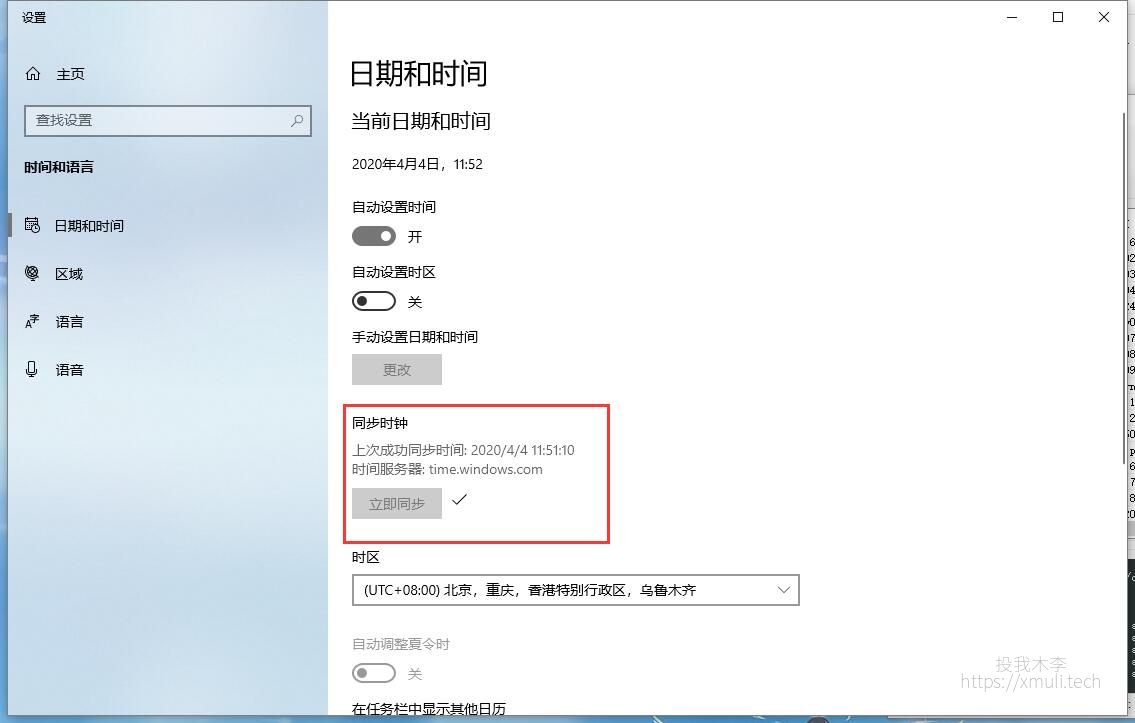 设置
主页
查找设置
时间和语言
日期和时间
区域
语言
语音
日期和时间
当前日期和时间
2020年4月4日，11:52
自动设置时间
开
自动设置时区
关
手动设置日期和时间
更改
同步时钟
上次成功同步时间: 2020/4/4 11:51:10
时间服务器: time.windows.com
立即同步
时区
(UTC+08:00) 北京，重庆，香港特别行政区，乌鲁木齐
自动调整夏令时
关
在任务栏中显示其他日历
投我木李
https://xmuli.tech